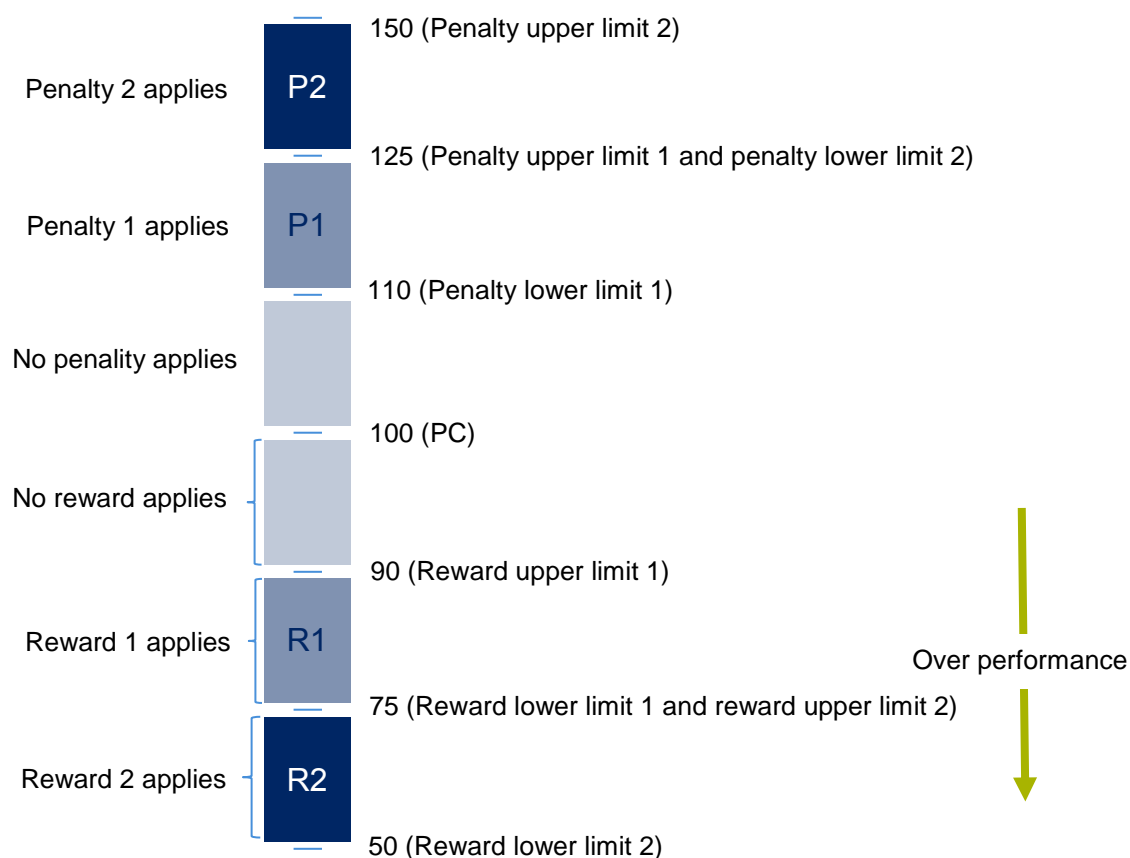 150 (Penalty upper limit 2)
Penalty 2 applies
P2
125 (Penalty upper limit 1 and penalty lower limit 2)
Penalty 1 applies
P1
110 (Penalty lower limit 1)
No penality applies
100 (PC)
No reward applies
90 (Reward upper limit 1)
Reward 1 applies
R1
Over performance
75 (Reward lower limit 1 and reward upper limit 2)
Reward 2 applies
R2
50 (Reward lower limit 2)